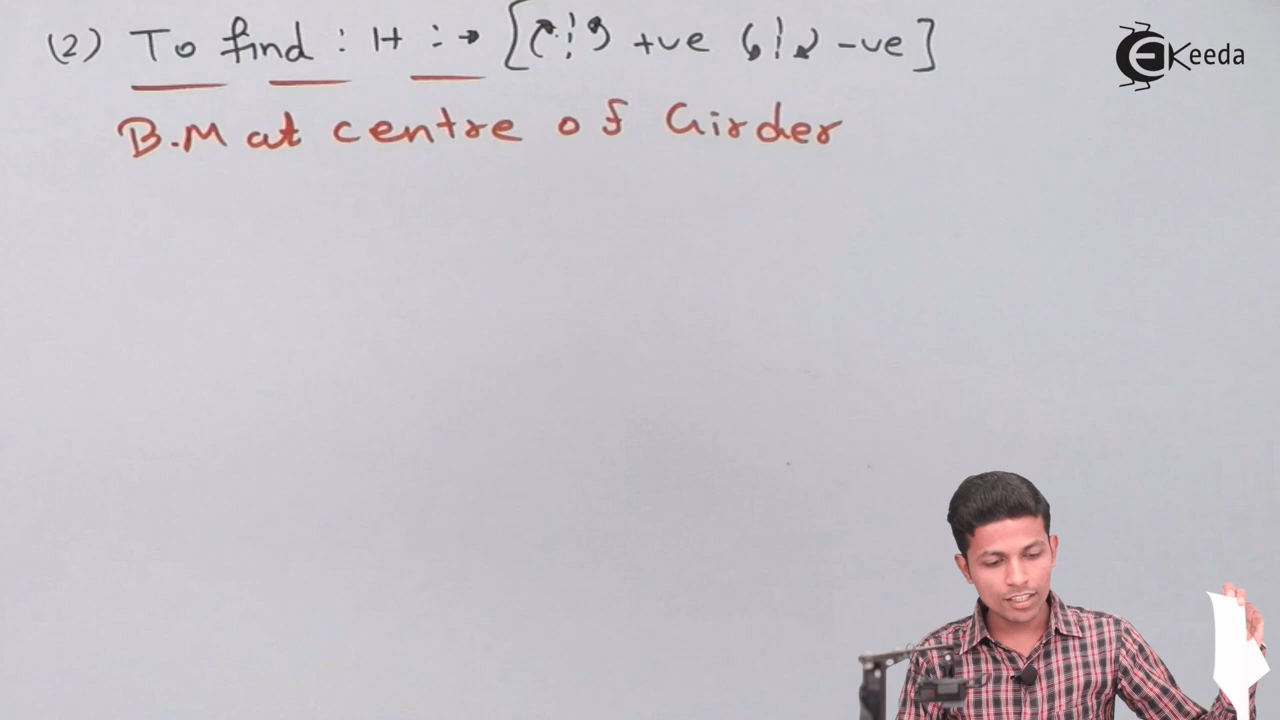 (2) To find : H :→ [↷¦↶ +ve ⤹¦⤸ -ve]
B.M at centre of Girder
EKeeda